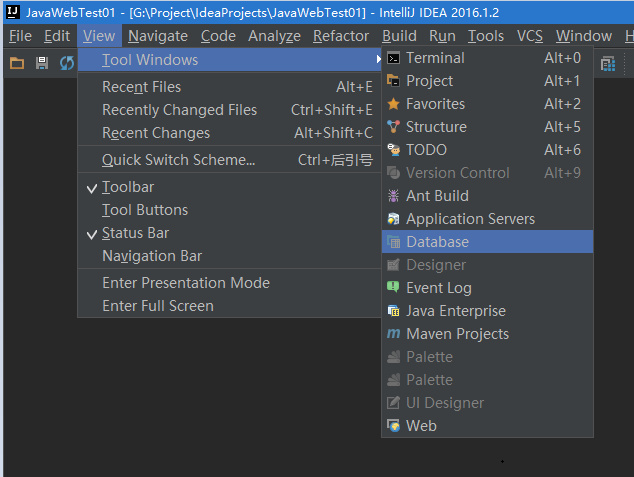 JavaWebTest01 - [G:\Project\IdeaProjects\JavaWebTest01] - IntelliJ IDEA 2016.1.2
File Edit View Navigate Code Analyze Refactor Build Run Tools VCS Window H
Tool Windows
Recent Files Alt+E
Recently Changed Files Ctrl+Shift+E
Recent Changes Alt+Shift+C
Quick Switch Scheme... Ctrl+后引号
Toolbar
Tool Buttons
Status Bar
Navigation Bar
Enter Presentation Mode
Enter Full Screen
Terminal Alt+0
Project Alt+1
Favorites Alt+2
Structure Alt+5
TODO Alt+6
Version Control Alt+9
Ant Build
Application Servers
Database
Designer
Event Log
Java Enterprise
Maven Projects
Palette
Palette
UI Designer
Web